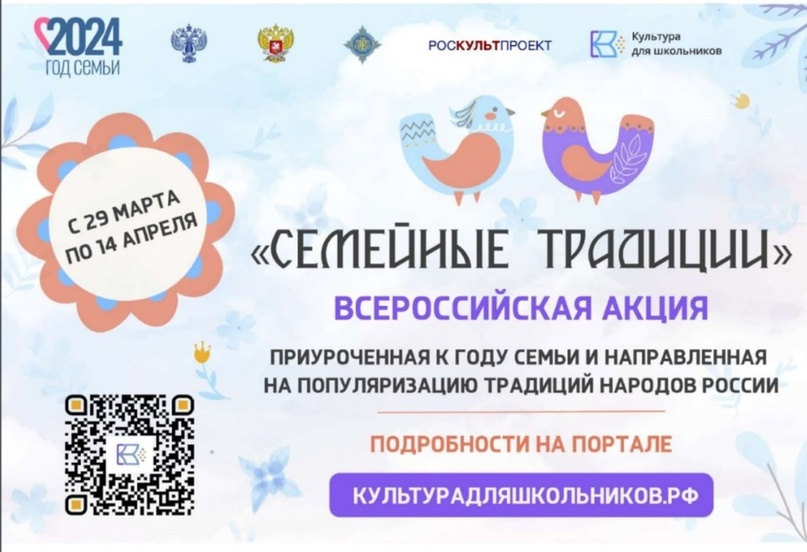 2024
ГОД СЕМЬИ
РОСКУЛЬТПРОЕКТ
Культура
для школьников
С 29 МАРТА
ПО 14 АПРЕЛЯ
«СЕМЕЙНЫЕ ТРАДИЦИИ»
ВСЕРОССИЙСКАЯ АКЦИЯ
ПРИУРОЧЕННАЯ К ГОДУ СЕМЬИ И НАПРАВЛЕННАЯ
НА ПОПУЛЯРИЗАЦИЮ ТРАДИЦИЙ НАРОДОВ РОССИИ
ПОДРОБНОСТИ НА ПОРТАЛЕ
КУЛЬТУРАДЛЯШКОЛЬНИКОВ.РФ